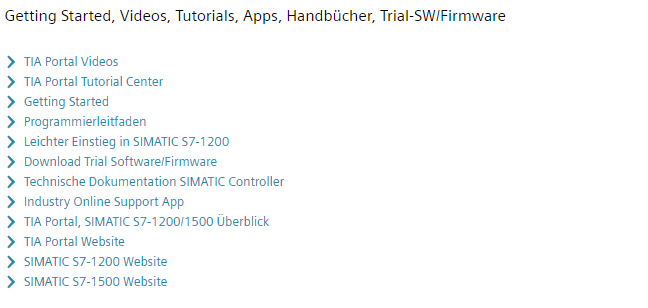 Getting Started, Videos, Tutorials, Apps, Handbücher, Trial-SW/Firmware
TIA Portal Videos
TIA Portal Tutorial Center
Getting Started
Programmierleitfaden
Leichter Einstieg in SIMATIC S7-1200
Download Trial Software/Firmware
Technische Dokumentation SIMATIC Controller
Industry Online Support App
TIA Portal, SIMATIC S7-1200/1500 Überblick
TIA Portal Website
SIMATIC S7-1200 Website
SIMATIC S7-1500 Website